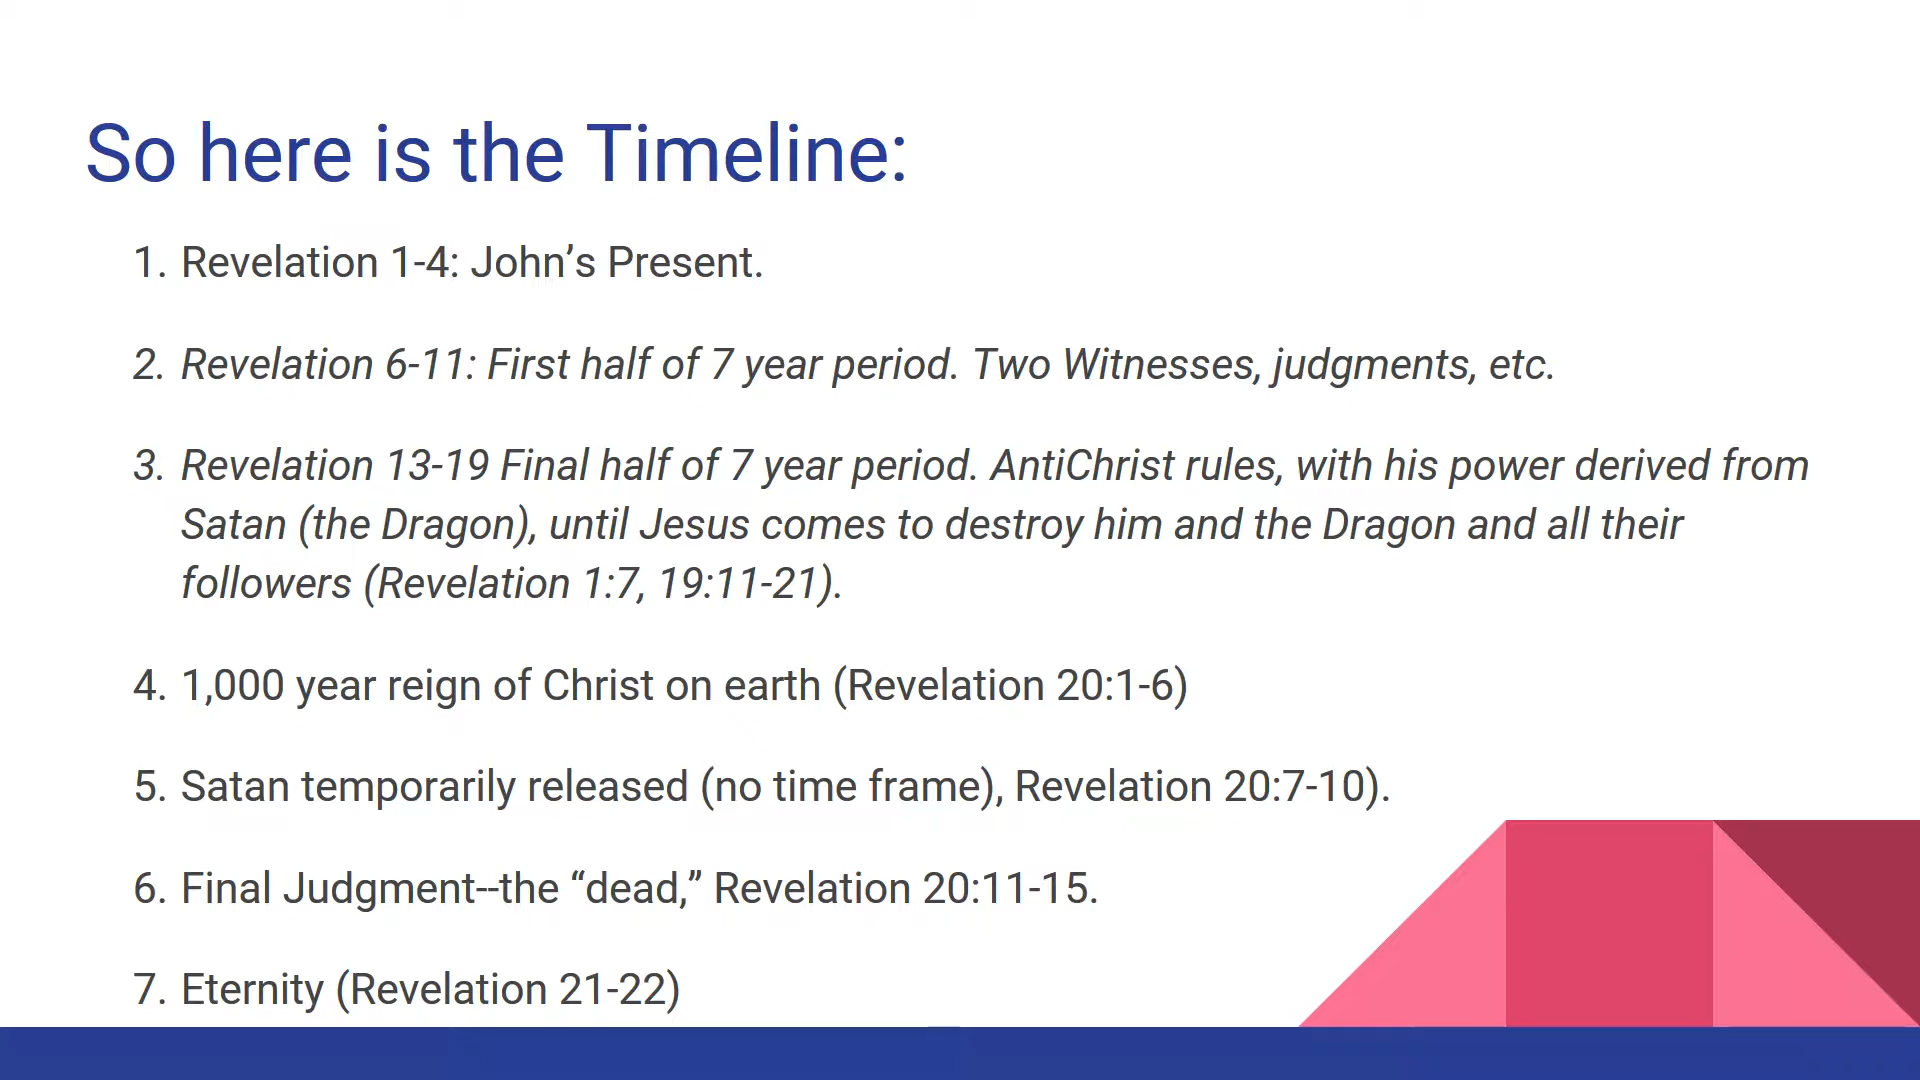 So here is the Timeline:
1. Revelation 1-4: John’s Present.
2. Revelation 6-11: First half of 7 year period. Two Witnesses, judgments, etc.
3. Revelation 13-19 Final half of 7 year period. AntiChrist rules, with his power derived from
Satan (the Dragon), until Jesus comes to destroy him and the Dragon and all their
followers (Revelation 1:7, 19:11-21).
4. 1,000 year reign of Christ on earth (Revelation 20:1-6)
5. Satan temporarily released (no time frame), Revelation 20:7-10).
6. Final Judgment--the “dead,” Revelation 20:11-15.
7. Eternity (Revelation 21-22)